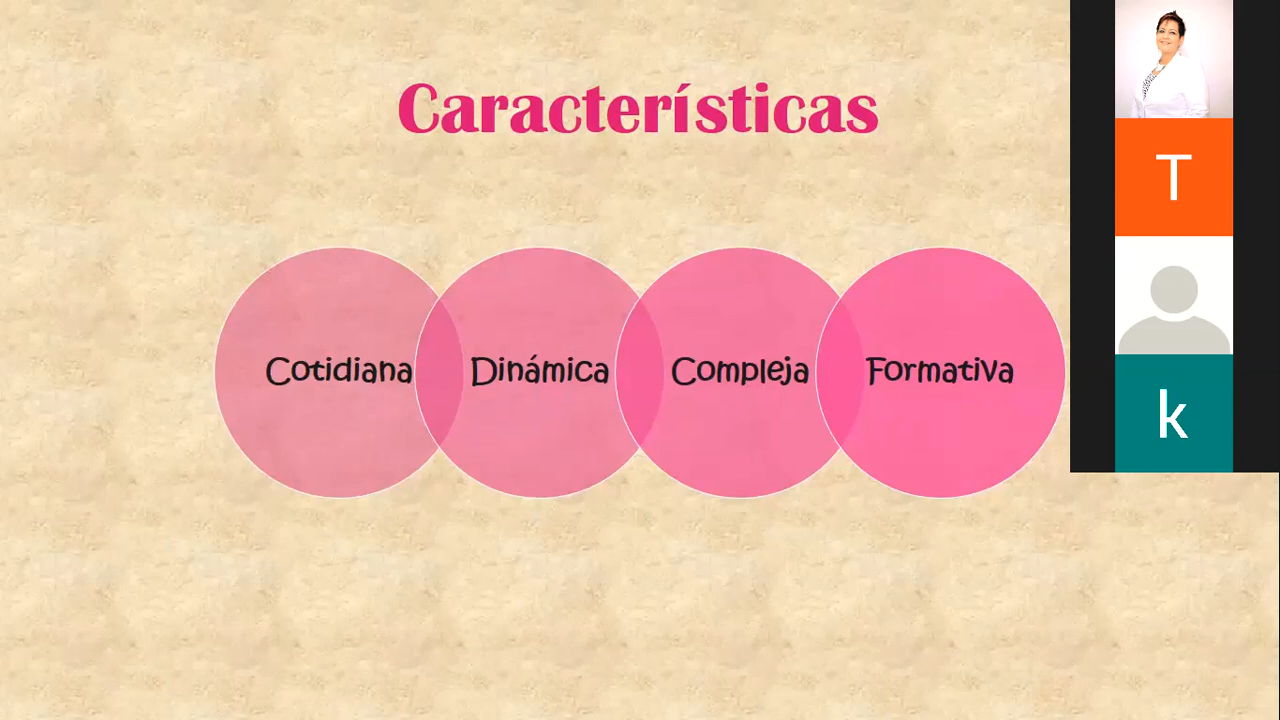 Características
Cotidiana
Dinámica
Compleja
Formativa
T
k